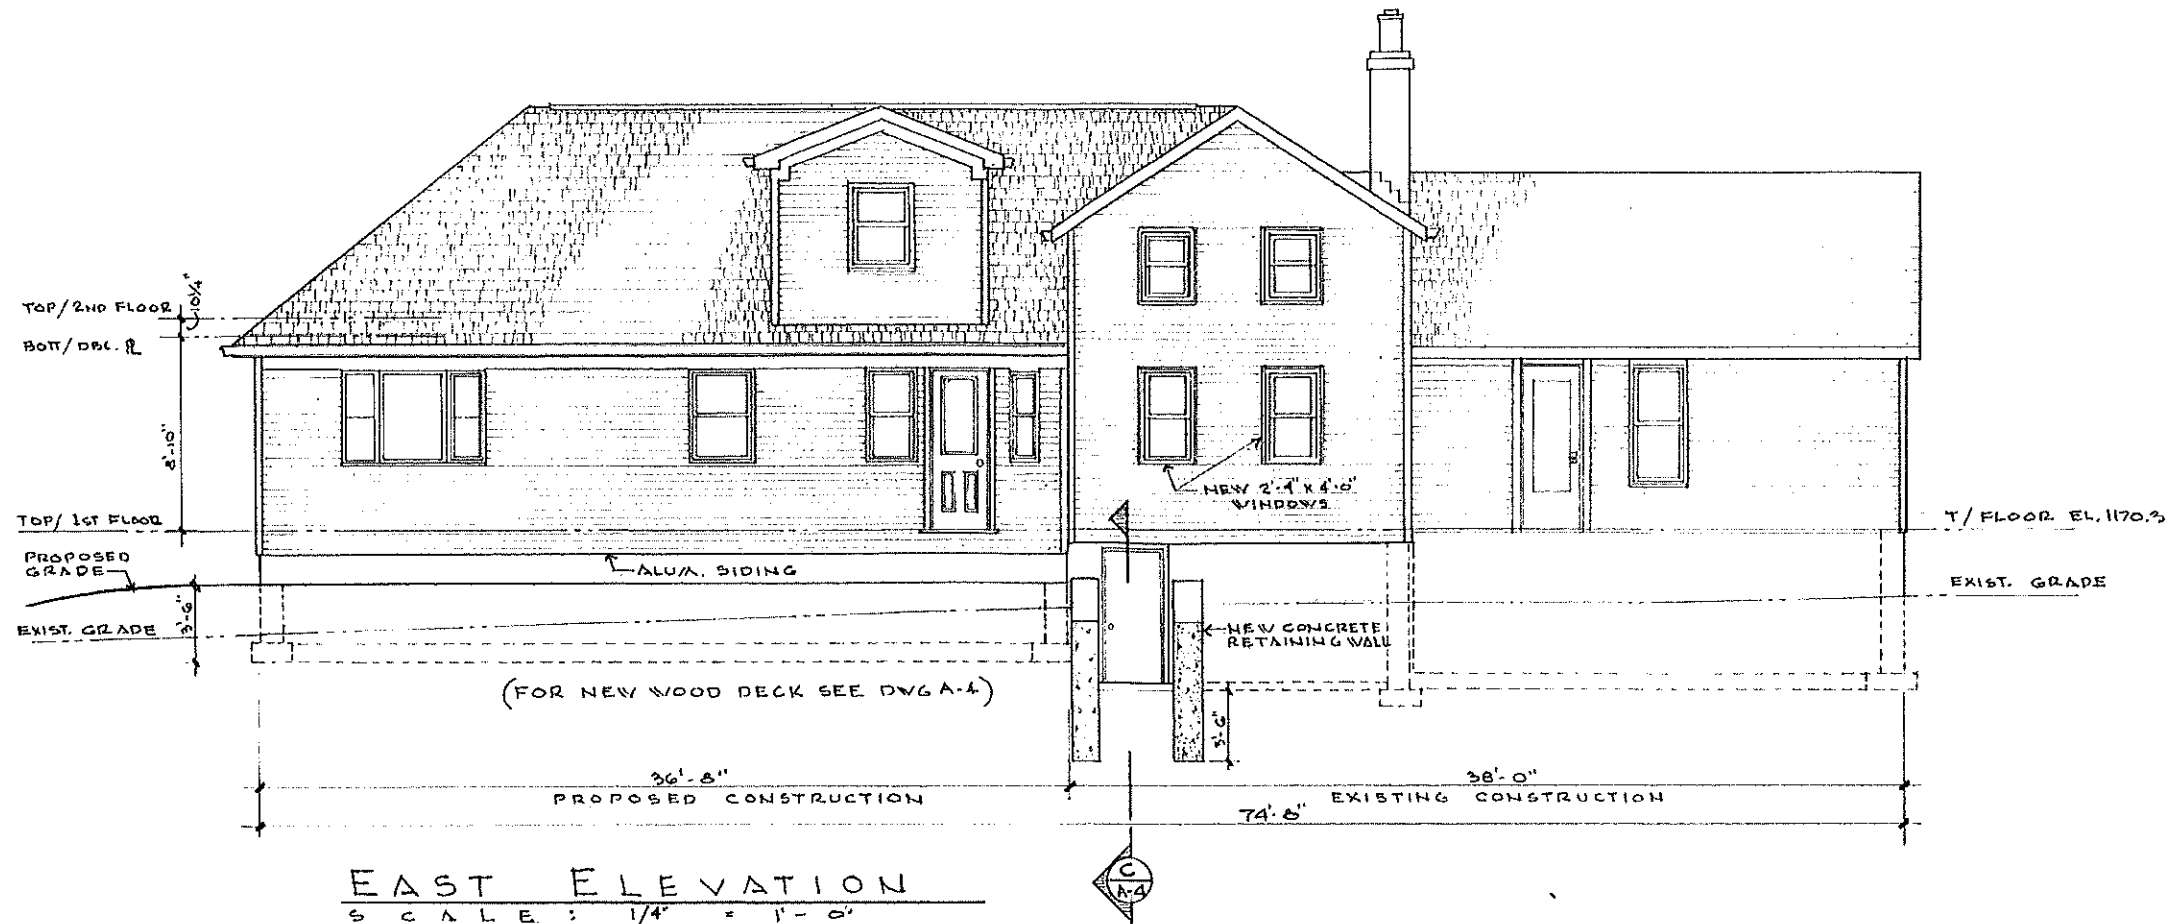 TOP/2ND FLOOR
10¼"
BOTT/DBL. PL
8'-10"
TOP/ 1ST FLOOR
PROPOSED
GRADE
3'-6"
EXIST. GRADE
ALUM. SIDING
NEW 2'-4" X 4'-0"
WINDOWS
T/ FLOOR EL. 1170.3
EXIST. GRADE
NEW CONCRETE
RETAINING WALL
3'-6"
(FOR NEW WOOD DECK SEE DWG A-4)
36'-8"
PROPOSED CONSTRUCTION
38'-0"
EXISTING CONSTRUCTION
74'-8"
C
A-4
EAST ELEVATION
SCALE: 1/4" = 1'-0"